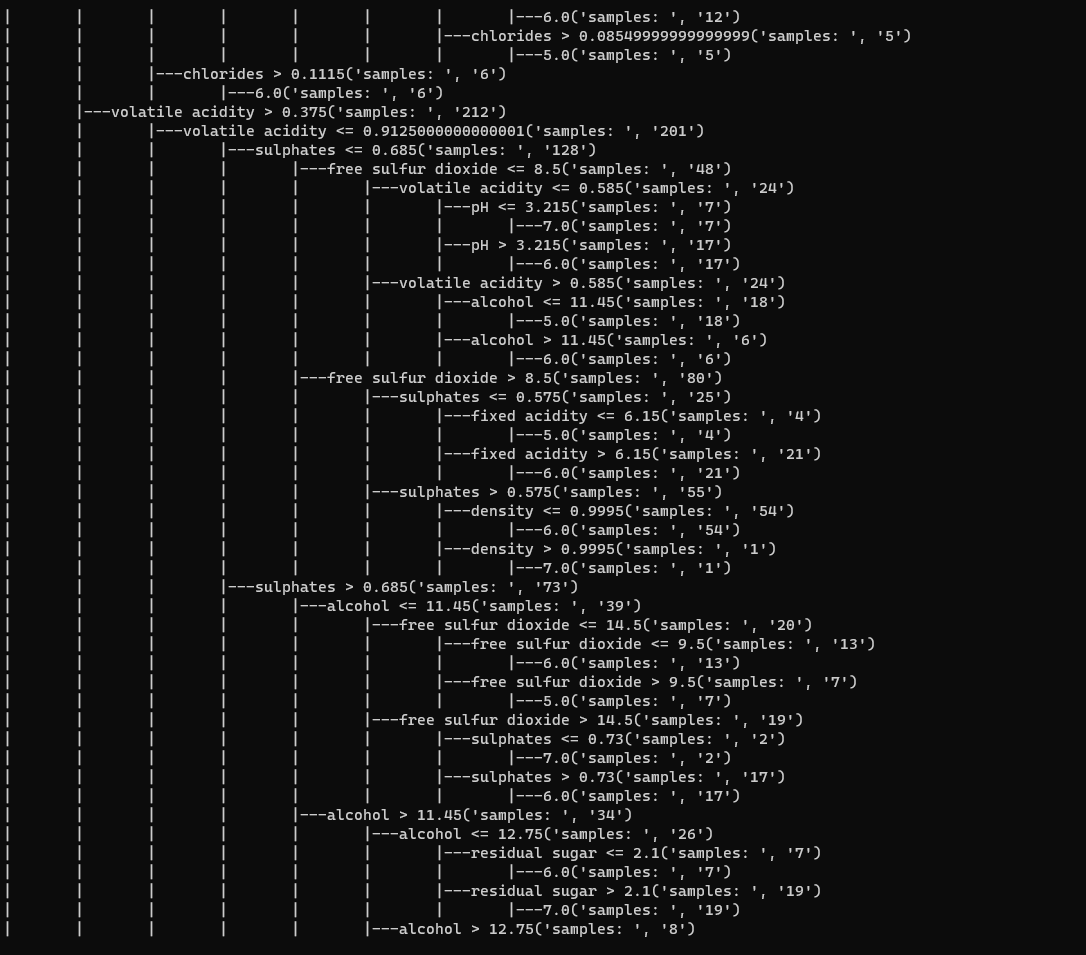 |       |       |       |       |       |       |       |---6.0('samples: ', '12')
|       |       |       |       |       |       |---chlorides > 0.08549999999999999('samples: ', '5')
|       |       |       |       |       |       |       |---5.0('samples: ', '5')
|       |       |---chlorides > 0.1115('samples: ', '6')
|       |       |       |---6.0('samples: ', '6')
|       |---volatile acidity > 0.375('samples: ', '212')
|       |       |---volatile acidity <= 0.9125000000000001('samples: ', '201')
|       |       |       |---sulphates <= 0.685('samples: ', '128')
|       |       |       |       |---free sulfur dioxide <= 8.5('samples: ', '48')
|       |       |       |       |       |---volatile acidity <= 0.585('samples: ', '24')
|       |       |       |       |       |       |---pH <= 3.215('samples: ', '7')
|       |       |       |       |       |       |       |---7.0('samples: ', '7')
|       |       |       |       |       |       |---pH > 3.215('samples: ', '17')
|       |       |       |       |       |       |       |---6.0('samples: ', '17')
|       |       |       |       |       |---volatile acidity > 0.585('samples: ', '24')
|       |       |       |       |       |       |---alcohol <= 11.45('samples: ', '18')
|       |       |       |       |       |       |       |---5.0('samples: ', '18')
|       |       |       |       |       |       |---alcohol > 11.45('samples: ', '6')
|       |       |       |       |       |       |       |---6.0('samples: ', '6')
|       |       |       |       |---free sulfur dioxide > 8.5('samples: ', '80')
|       |       |       |       |       |---sulphates <= 0.575('samples: ', '25')
|       |       |       |       |       |       |---fixed acidity <= 6.15('samples: ', '4')
|       |       |       |       |       |       |       |---5.0('samples: ', '4')
|       |       |       |       |       |       |---fixed acidity > 6.15('samples: ', '21')
|       |       |       |       |       |       |       |---6.0('samples: ', '21')
|       |       |       |       |       |---sulphates > 0.575('samples: ', '55')
|       |       |       |       |       |       |---density <= 0.9995('samples: ', '54')
|       |       |       |       |       |       |       |---6.0('samples: ', '54')
|       |       |       |       |       |       |---density > 0.9995('samples: ', '1')
|       |       |       |       |       |       |       |---7.0('samples: ', '1')
|       |       |       |---sulphates > 0.685('samples: ', '73')
|       |       |       |       |---alcohol <= 11.45('samples: ', '39')
|       |       |       |       |       |---free sulfur dioxide <= 14.5('samples: ', '20')
|       |       |       |       |       |       |---free sulfur dioxide <= 9.5('samples: ', '13')
|       |       |       |       |       |       |       |---6.0('samples: ', '13')
|       |       |       |       |       |       |---free sulfur dioxide > 9.5('samples: ', '7')
|       |       |       |       |       |       |       |---5.0('samples: ', '7')
|       |       |       |       |       |---free sulfur dioxide > 14.5('samples: ', '19')
|       |       |       |       |       |       |---sulphates <= 0.73('samples: ', '2')
|       |       |       |       |       |       |       |---7.0('samples: ', '2')
|       |       |       |       |       |       |---sulphates > 0.73('samples: ', '17')
|       |       |       |       |       |       |       |---6.0('samples: ', '17')
|       |       |       |       |---alcohol > 11.45('samples: ', '34')
|       |       |       |       |       |---alcohol <= 12.75('samples: ', '26')
|       |       |       |       |       |       |---residual sugar <= 2.1('samples: ', '7')
|       |       |       |       |       |       |       |---6.0('samples: ', '7')
|       |       |       |       |       |       |---residual sugar > 2.1('samples: ', '19')
|       |       |       |       |       |       |       |---7.0('samples: ', '19')
|       |       |       |       |       |---alcohol > 12.75('samples: ', '8')